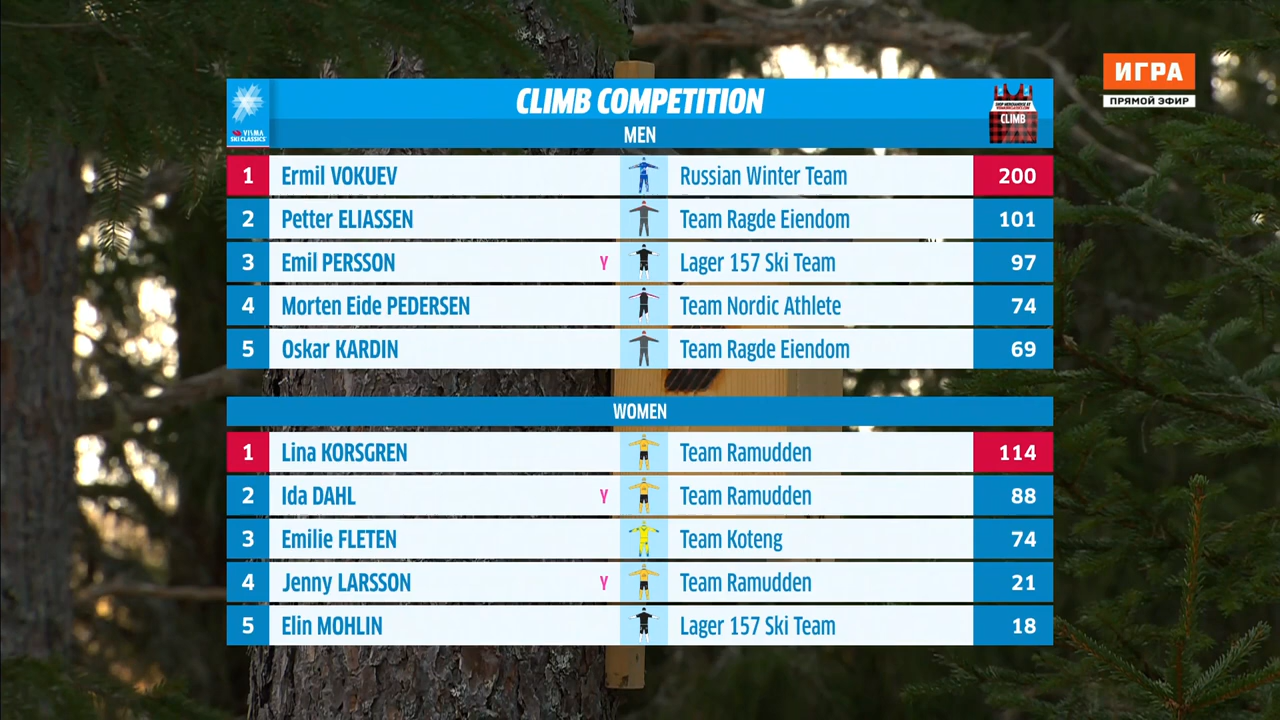 ИГРА
ПРЯМОЙ ЭФИР
VISMA
SKI CLASSICS
CLIMB COMPETITION
CLIMB
MEN
1 Ermil VOKUEV Russian Winter Team 200
2 Petter ELIASSEN Team Ragde Eiendom 101
3 Emil PERSSON Y Lager 157 Ski Team 97
4 Morten Eide PEDERSEN Team Nordic Athlete 74
5 Oskar KARDIN Team Ragde Eiendom 69
WOMEN
1 Lina KORSGREN Team Ramudden 114
2 Ida DAHL Y Team Ramudden 88
3 Emilie FLETEN Team Koteng 74
4 Jenny LARSSON Y Team Ramudden 21
5 Elin MOHLIN Lager 157 Ski Team 18